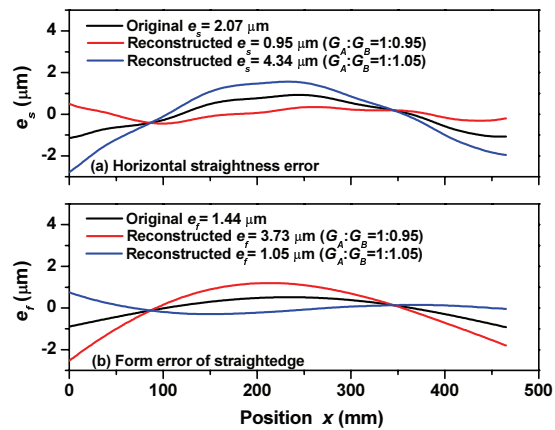 Original e_s = 2.07 μm
Reconstructed e_s = 0.95 μm (G_A:G_B=1:0.95)
Reconstructed e_s = 4.34 μm (G_A:G_B=1:1.05)
4
2
0
-2
e_s (μm)
(a) Horizontal straightness error
Original e_f = 1.44 μm
Reconstructed e_f = 3.73 μm (G_A:G_B=1:0.95)
Reconstructed e_f = 1.05 μm (G_A:G_B=1:1.05)
4
2
0
-2
e_f (μm)
(b) Form error of straightedge
0 100 200 300 400 500
Position x (mm)